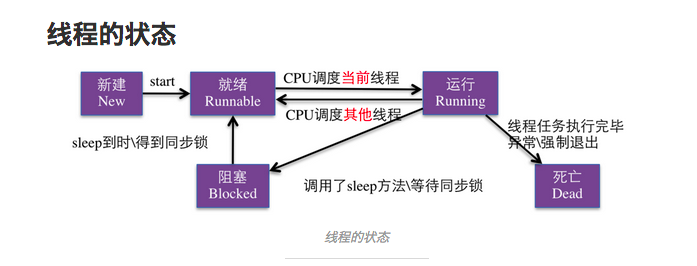 线程的状态
新建
New
start
就绪
Runnable
CPU调度当前线程
CPU调度其他线程
运行
Running
sleep到时\得到同步锁
线程任务执行完毕
异常\强制退出
阻塞
Blocked
调用了sleep方法\等待同步锁
死亡
Dead
线程的状态